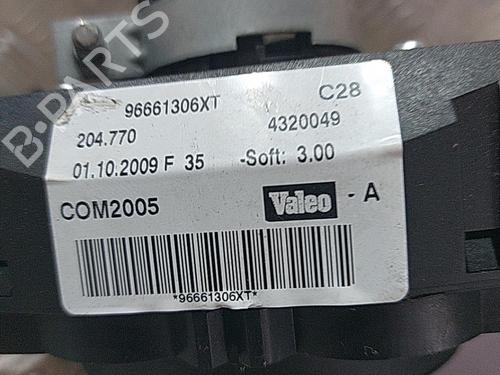 B-PARTS
96661306XT C28
204.770 4320049
01.10.2009 F 35 -Soft: 3.00
COM2005 Valeo - A
*96661306XT*